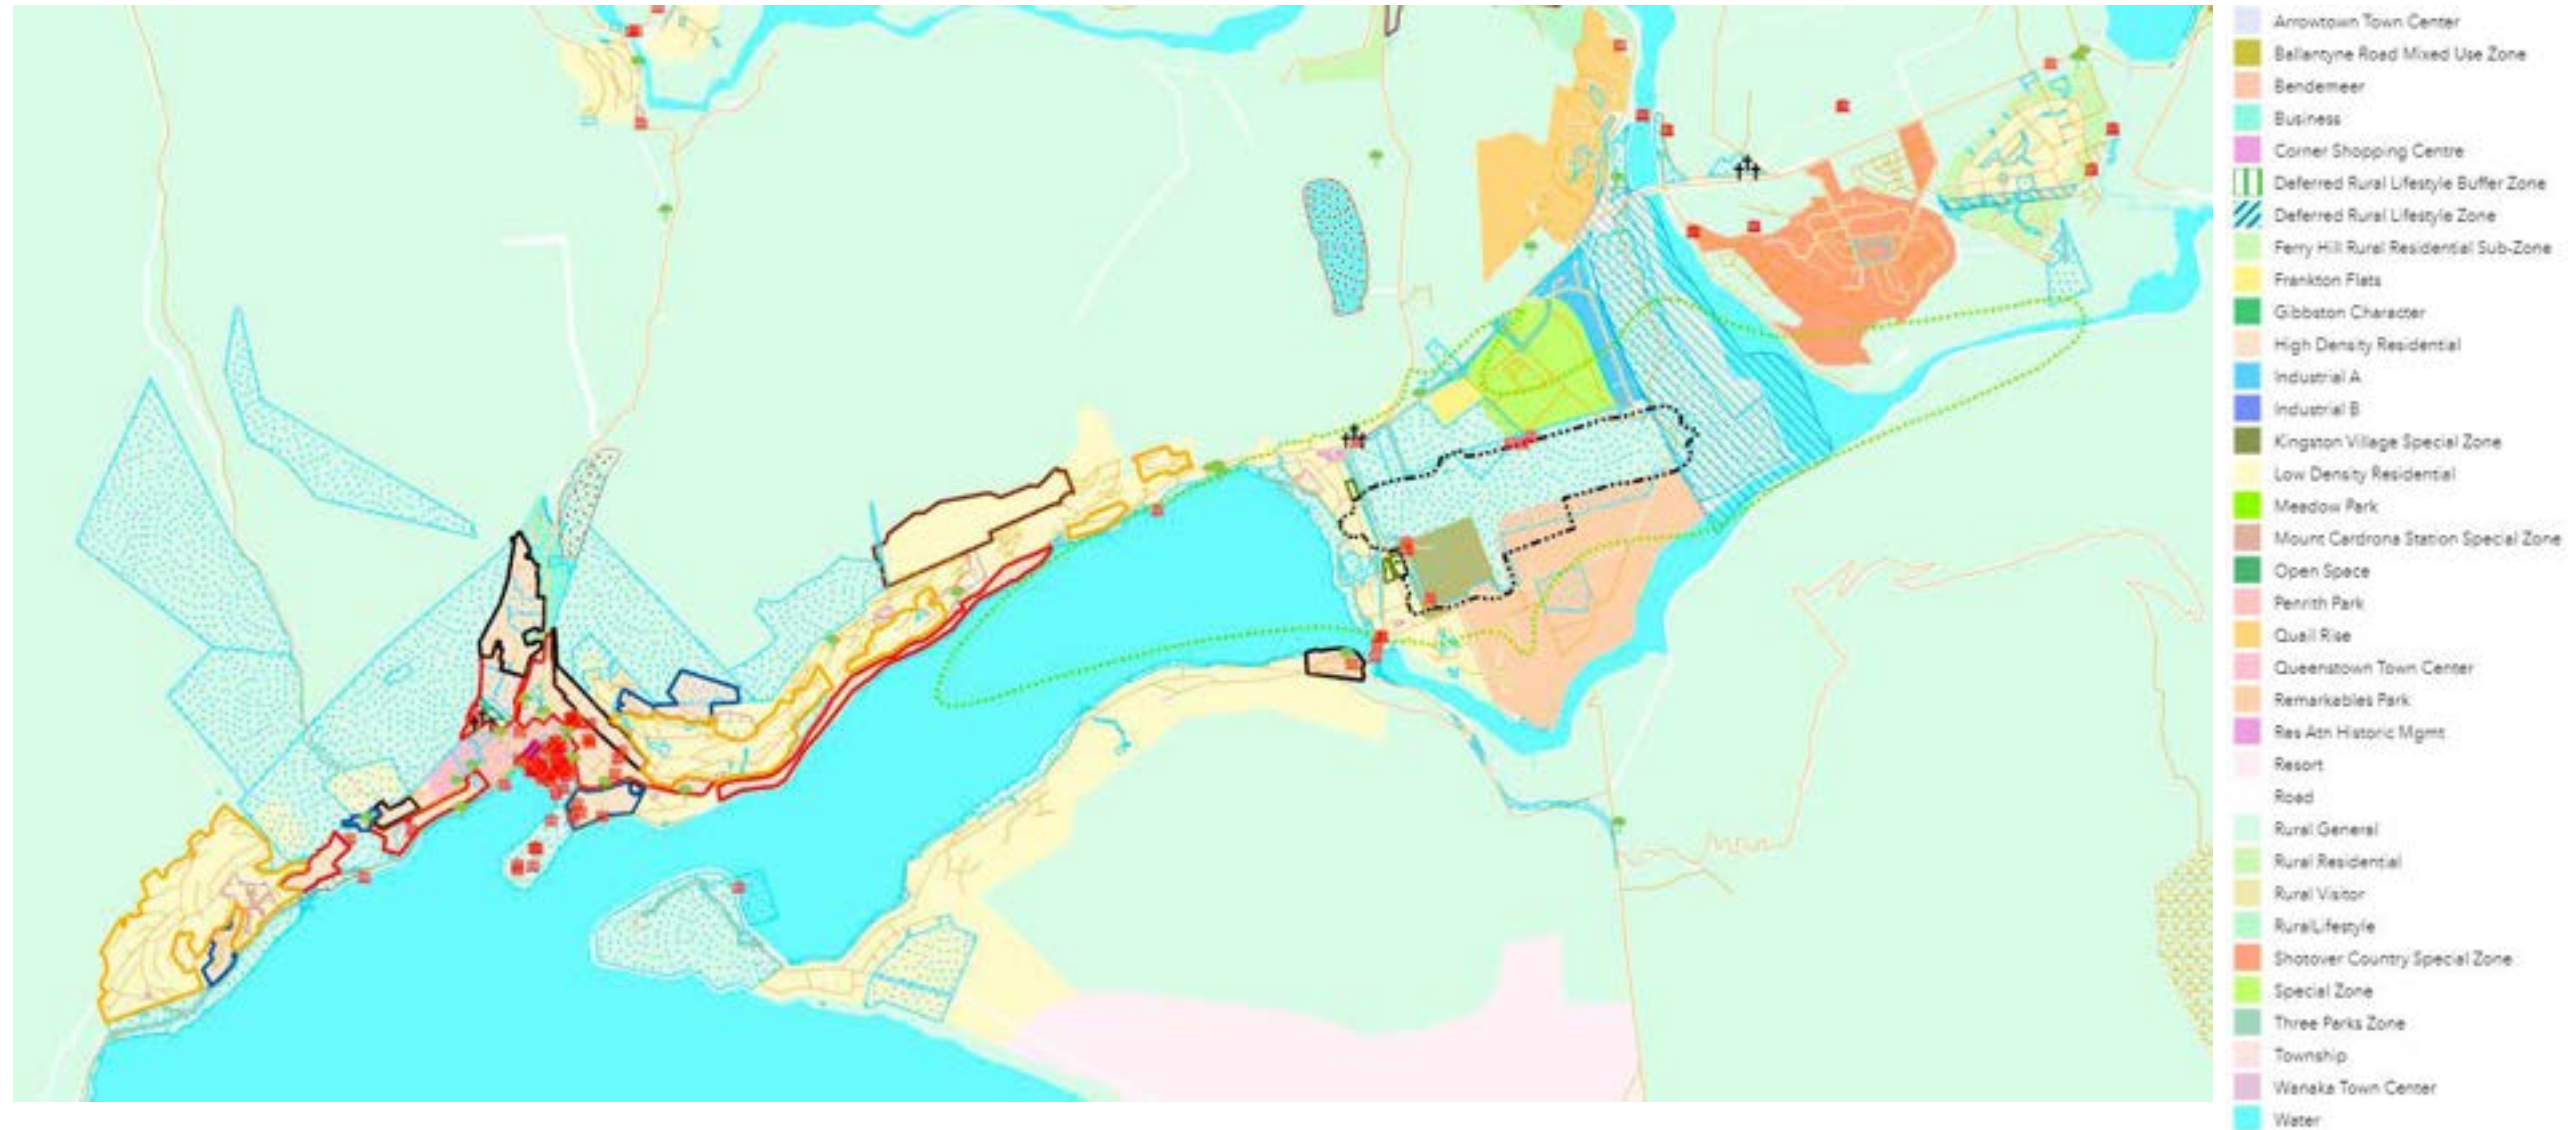 Arrowtown Town Center
Ballantyne Road Mixed Use Zone
Bendemeer
Business
Corner Shopping Centre
Deferred Rural Lifestyle Buffer Zone
Deferred Rural Lifestyle Zone
Ferry Hill Rural Residential Sub-Zone
Frankton Flats
Gibbston Character
High Density Residential
Industrial A
Industrial B
Kingston Village Special Zone
Low Density Residential
Meadow Park
Mount Cardrona Station Special Zone
Open Space
Penrith Park
Quail Rise
Queenstown Town Center
Remarkables Park
Res Atn Historic Mgmt
Resort
Road
Rural General
Rural Residential
Rural Visitor
RuralLifestyle
Shotover Country Special Zone
Special Zone
Three Parks Zone
Township
Wanaka Town Center
Water